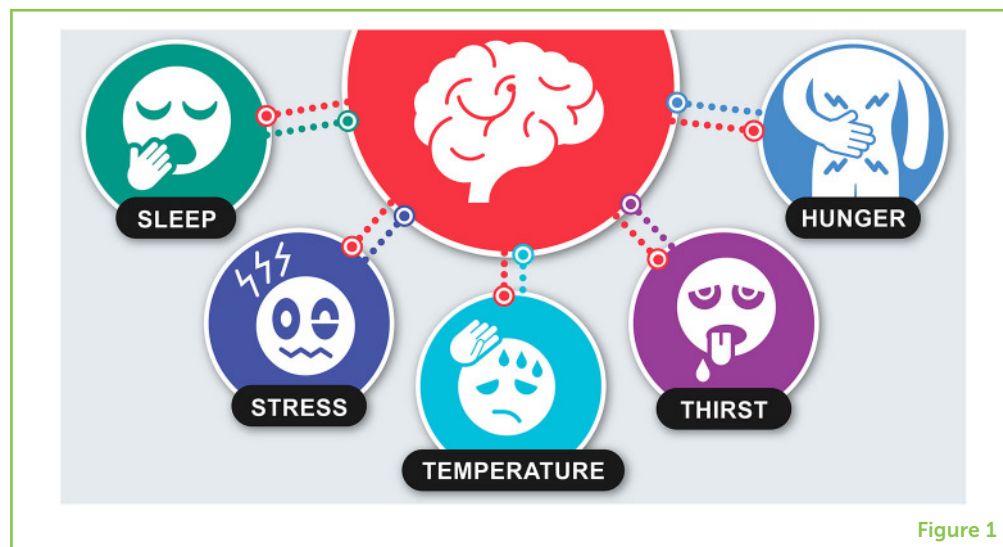 SLEEP
HUNGER
STRESS
THIRST
TEMPERATURE
Figure 1